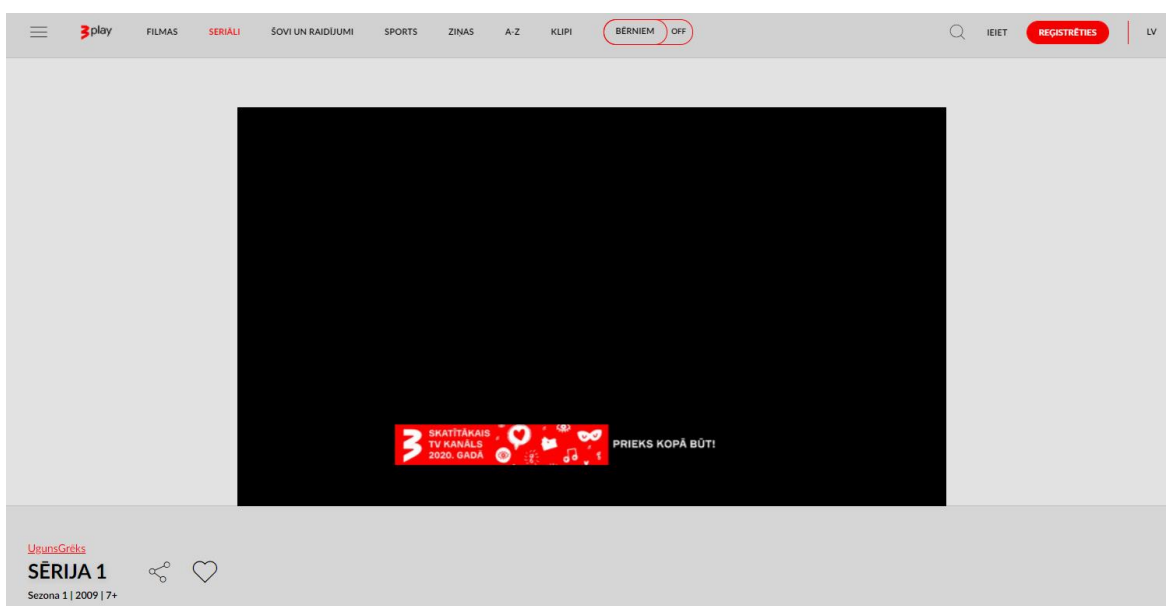 3play FILMAS SERIĀLI ŠOVI UN RAIDĪJUMI SPORTS ZIŅAS A-Z KLIPI BĒRNIEM OFF IEIET REĢISTRĒTIES LV
3 SKATĪTĀKAIS
TV KANĀLS
2020. GADĀ
PRIEKS KOPĀ BŪT!
UgunsGrēks
SĒRIJA 1
Sezona 1 | 2009 | 7+